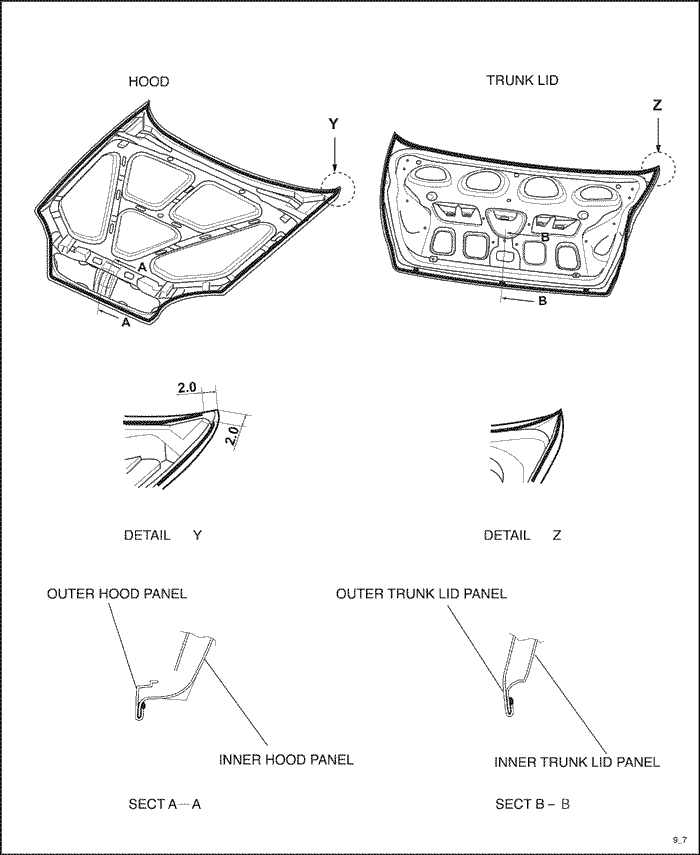 HOOD
TRUNK LID
Y
Z
A
A
B
B
2.0
2.0
DETAIL Y
DETAIL Z
OUTER HOOD PANEL
OUTER TRUNK LID PANEL
INNER HOOD PANEL
INNER TRUNK LID PANEL
SECT A—A
SECT B – B
9_7